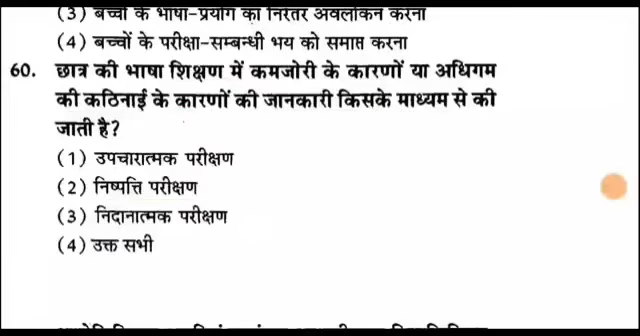 (3) बच्चों के भाषा-प्रयोग का निरंतर अवलोकन करना
(4) बच्चों के परीक्षा-सम्बन्धी भय को समाप्त करना
60. छात्र की भाषा शिक्षण में कमजोरी के कारणों या अधिगम
की कठिनाई के कारणों की जानकारी किसके माध्यम से की
जाती है?
(1) उपचारात्मक परीक्षण
(2) निष्पत्ति परीक्षण
(3) निदानात्मक परीक्षण
(4) उक्त सभी